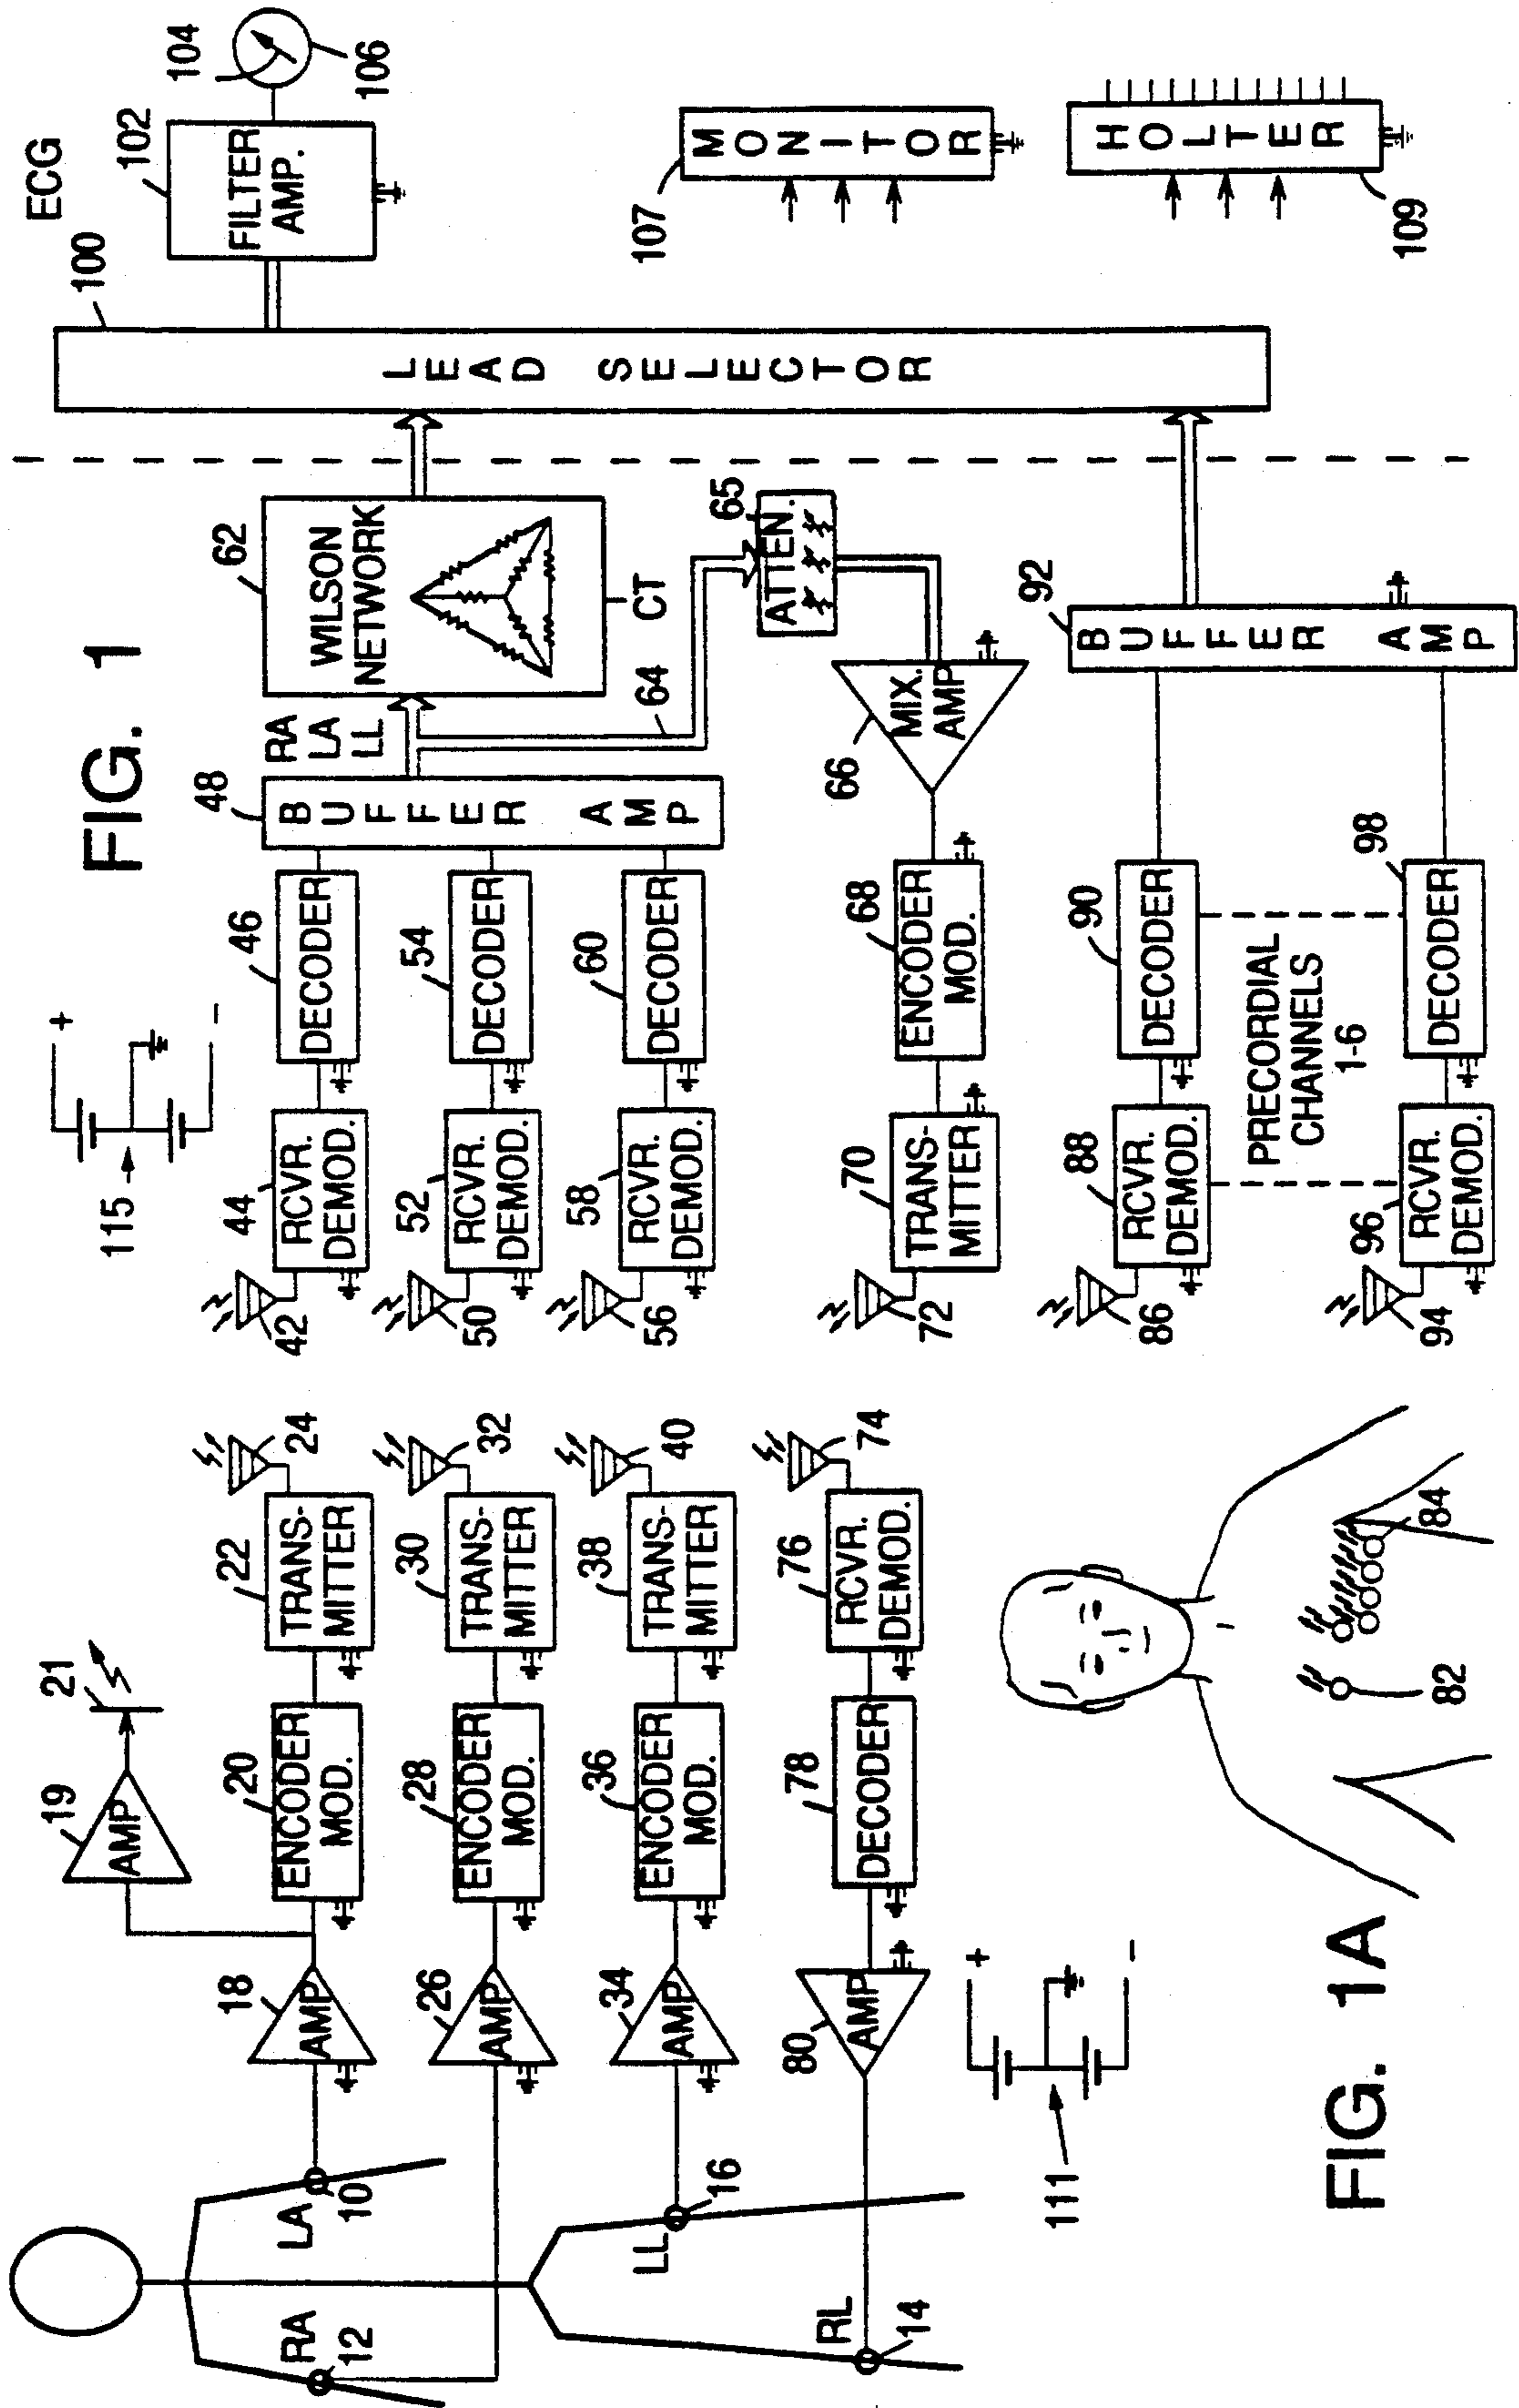 FIG. 1
ECG
LA
10
RA
12
LL
16
RL
14
18
AMP
19
AMP
21
20
ENCODER
MOD.
22
TRANS-
MITTER
24
26
AMP
28
ENCODER
MOD.
30
TRANS-
MITTER
32
34
AMP
36
ENCODER
MOD.
38
TRANS-
MITTER
40
80
AMP
78
DECODER
76
RCVR.
DEMOD.
74
111
+
-
115
+
-
42
44
RCVR.
DEMOD.
46
DECODER
50
52
RCVR.
DEMOD.
54
DECODER
56
58
RCVR.
DEMOD.
60
DECODER
48
BUFFER AMP
RA
LA
LL
62
WILSON
NETWORK
CT
64
65
ATTEN.
66
MIX.
AMP
68
ENCODER
MOD.
70
TRANS-
MITTER
72
86
88
RCVR.
DEMOD.
90
DECODER
PRECORDIAL
CHANNELS
1-6
94
96
RCVR.
DEMOD.
98
DECODER
92
BUFFER AMP
100
LEAD SELECTOR
102
FILTER
AMP.
104
106
107
MONITOR
109
HOLTER
FIG. 1A
82
84